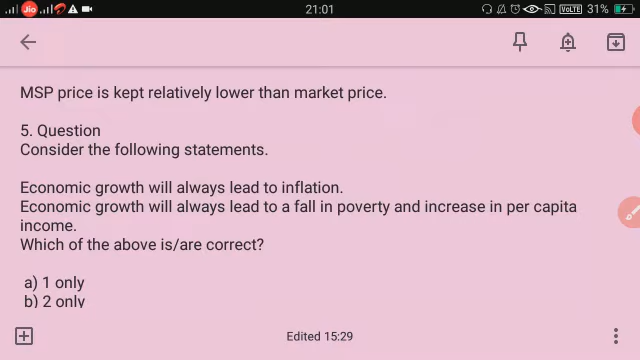 Jio
21:01
VoLTE 31%
MSP price is kept relatively lower than market price.
5. Question
Consider the following statements.
Economic growth will always lead to inflation.
Economic growth will always lead to a fall in poverty and increase in per capita
income.
Which of the above is/are correct?
a) 1 only
b) 2 only
Edited 15:29